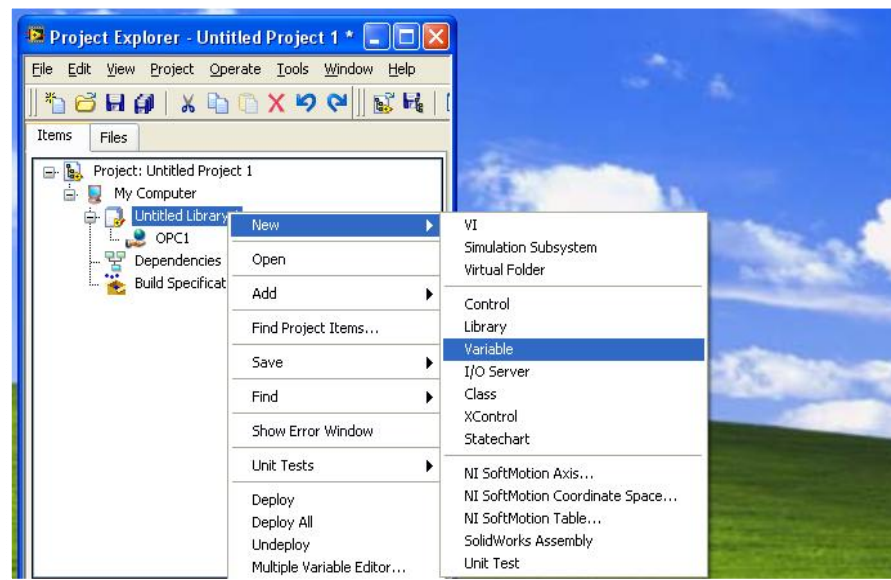 Project Explorer - Untitled Project 1 *
File Edit View Project Operate Tools Window Help
Items Files
Project: Untitled Project 1
My Computer
Untitled Library
OPC1
Dependencies
Build Specificat
New
Open
Add
Find Project Items...
Save
Find
Show Error Window
Unit Tests
Deploy
Deploy All
Undeploy
Multiple Variable Editor...
VI
Simulation Subsystem
Virtual Folder
Control
Library
Variable
I/O Server
Class
XControl
Statechart
NI SoftMotion Axis...
NI SoftMotion Coordinate Space...
NI SoftMotion Table...
SolidWorks Assembly
Unit Test